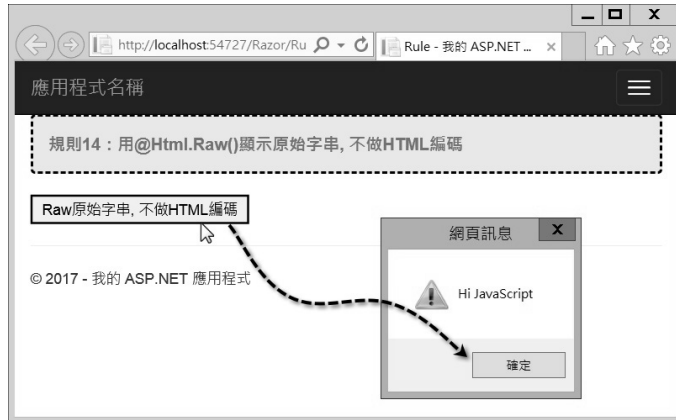 http://localhost:54727/Razor/Ru
Rule - 我的 ASP.NET ...
應用程式名稱
規則14：用@Html.Raw()顯示原始字串, 不做HTML編碼
Raw原始字串, 不做HTML編碼
網頁訊息
Hi JavaScript
確定
© 2017 - 我的 ASP.NET 應用程式